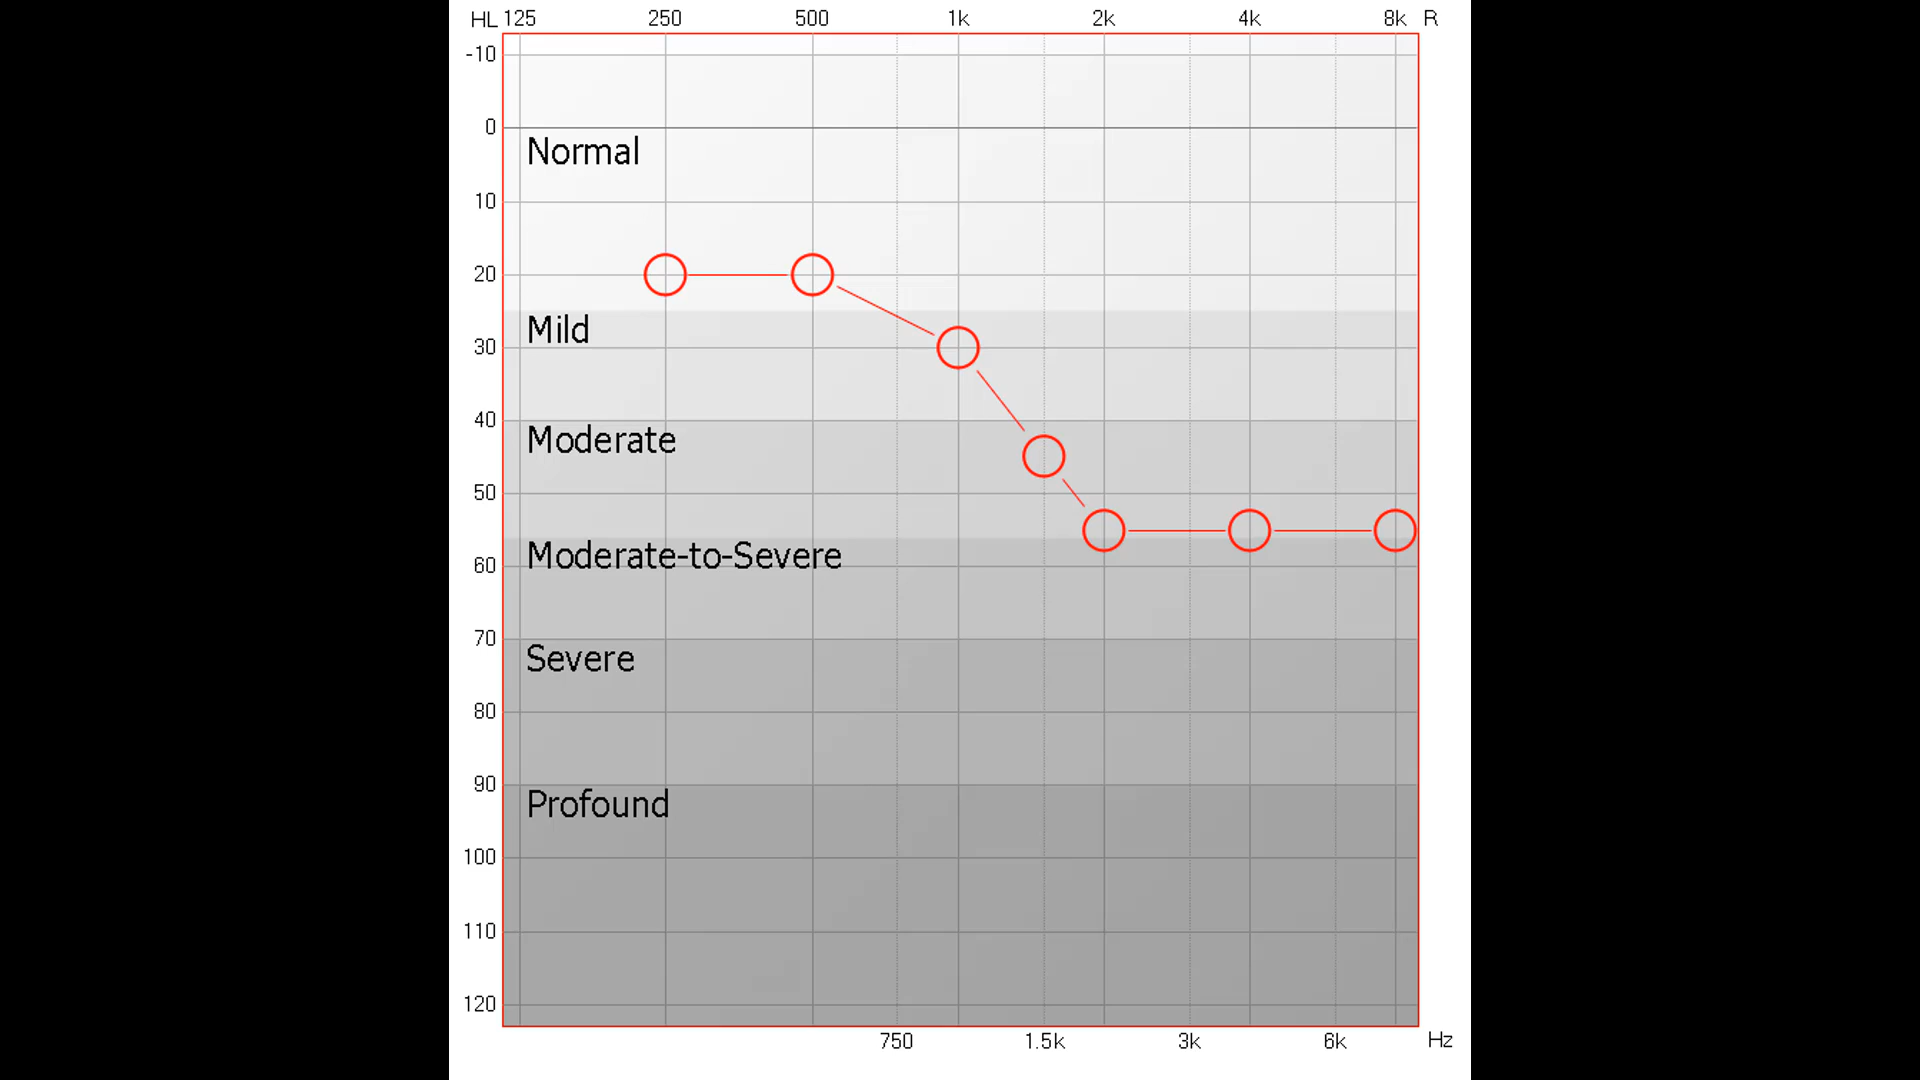 HL 125 250 500 1k 2k 4k 8k R
-10
0
Normal
10
20
Mild
30
40
Moderate
50
Moderate-to-Severe
60
70
Severe
80
90
Profound
100
110
120
750 1.5k 3k 6k Hz